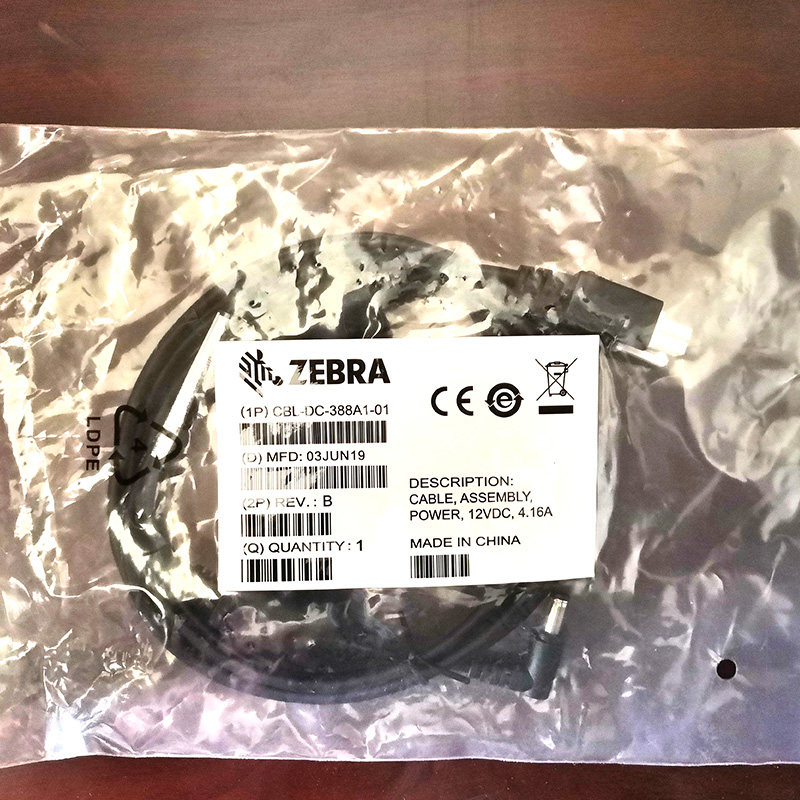 ZEBRA
(1P) CBL-DC-388A1-01
(D) MFD: 03JUN19
(2P) REV. : B
(Q) QUANTITY : 1
CE
DESCRIPTION:
CABLE, ASSEMBLY,
POWER, 12VDC, 4.16A
MADE IN CHINA
4
LDPE